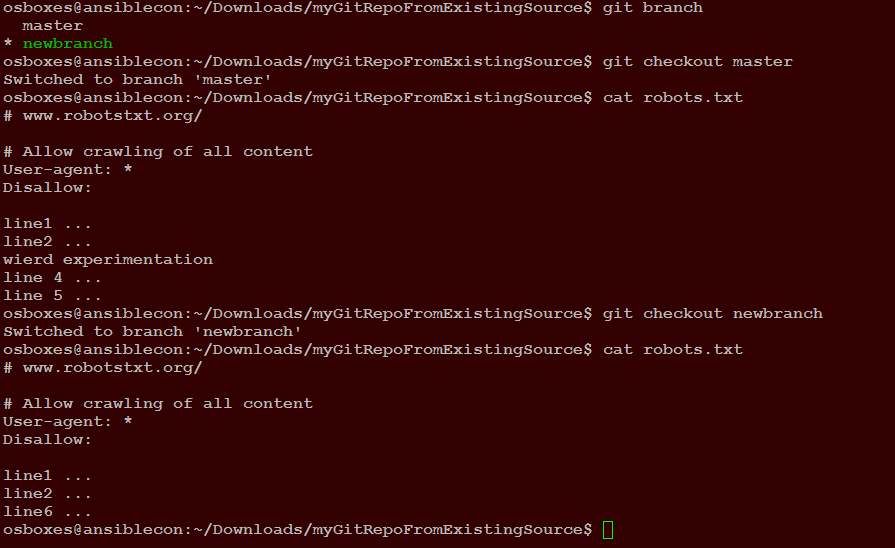 osboxes@ansiblecon:~/Downloads/myGitRepoFromExistingSource$ git branch
  master
* newbranch
osboxes@ansiblecon:~/Downloads/myGitRepoFromExistingSource$ git checkout master
Switched to branch 'master'
osboxes@ansiblecon:~/Downloads/myGitRepoFromExistingSource$ cat robots.txt
# www.robotstxt.org/

# Allow crawling of all content
User-agent: *
Disallow:

line1 ...
line2 ...
wierd experimentation
line 4 ...
line 5 ...
osboxes@ansiblecon:~/Downloads/myGitRepoFromExistingSource$ git checkout newbranch
Switched to branch 'newbranch'
osboxes@ansiblecon:~/Downloads/myGitRepoFromExistingSource$ cat robots.txt
# www.robotstxt.org/

# Allow crawling of all content
User-agent: *
Disallow:

line1 ...
line2 ...
line6 ...
osboxes@ansiblecon:~/Downloads/myGitRepoFromExistingSource$